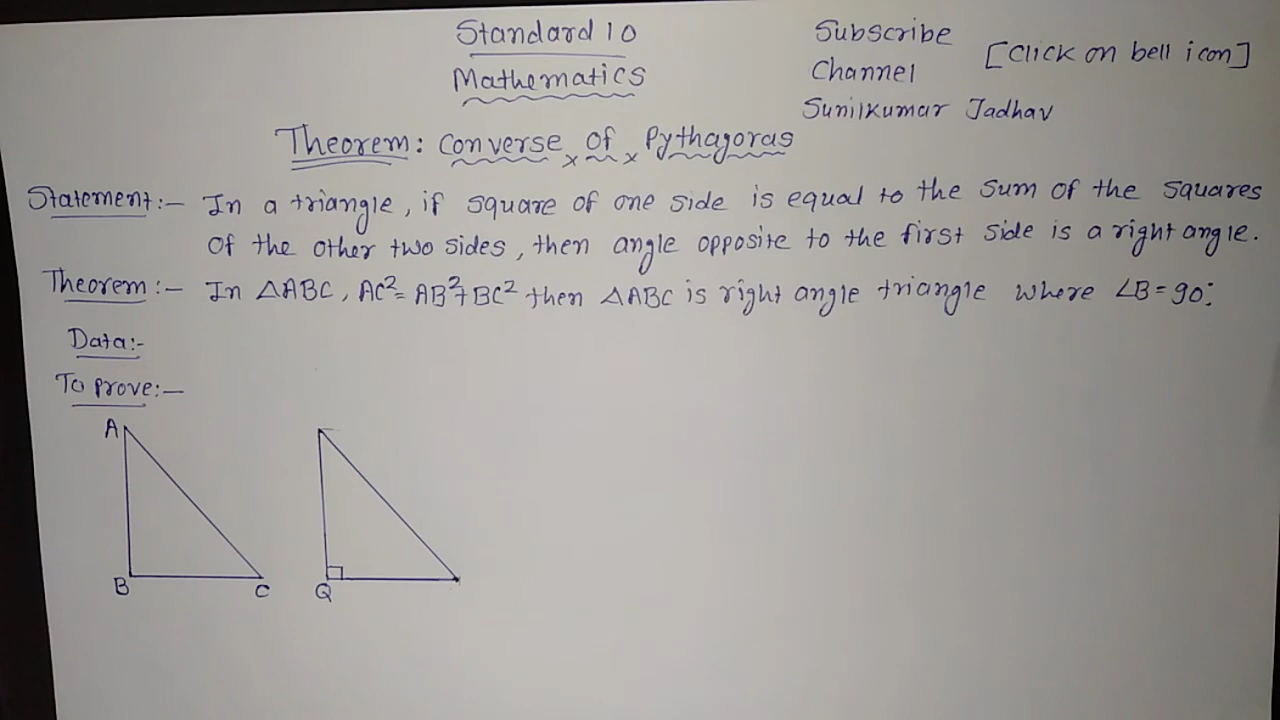 Standard 10
Mathematics
Subscribe
Channel
Sunilkumar Jadhav
[Click on bell icon]
Theorem: Converse of Pythagoras
Statement:- In a triangle, if square of one side is equal to the sum of the squares
of the other two sides, then angle opposite to the first side is a right angle.
Theorem:- In △ABC, AC²= AB²+BC² then △ABC is right angle triangle where ∠B=90°.
Data:-
To prove:-
A
B
C
Q